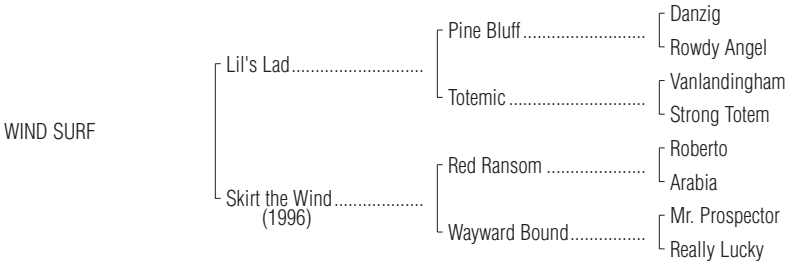 Danzig
Pine Bluff..........................
Rowdy Angel
Lil's Lad............................
Vanlandingham
Totemic .............................
Strong Totem
WIND SURF
Roberto
Red Ransom .....................
Arabia
Skirt the Wind...................
(1996)
Mr. Prospector
Wayward Bound................
Really Lucky